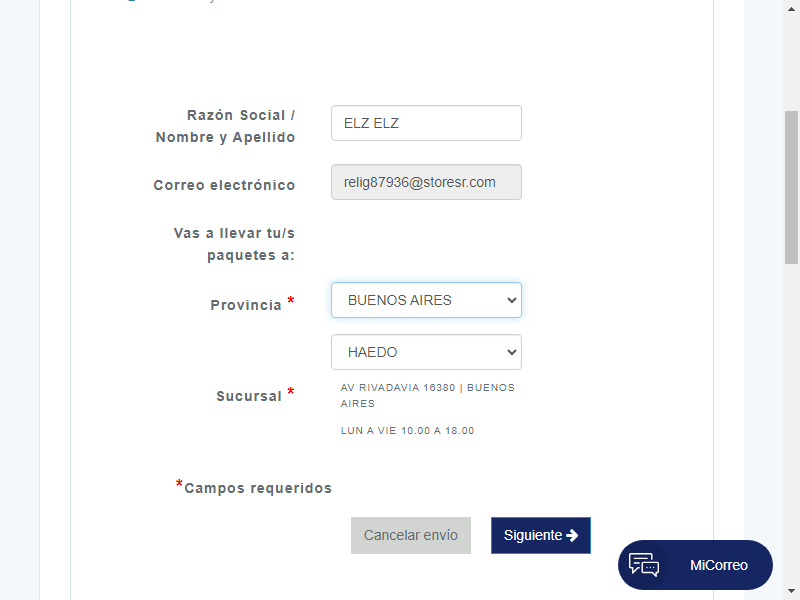 Razón Social /
Nombre y Apellido
ELZ ELZ
Correo electrónico
relig87936@storesr.com
Vas a llevar tu/s
paquetes a:
Provincia *
BUENOS AIRES
HAEDO
Sucursal *
AV RIVADAVIA 16380 | BUENOS
AIRES
LUN A VIE 10.00 A 18.00
*Campos requeridos
Cancelar envío
Siguiente
MiCorreo